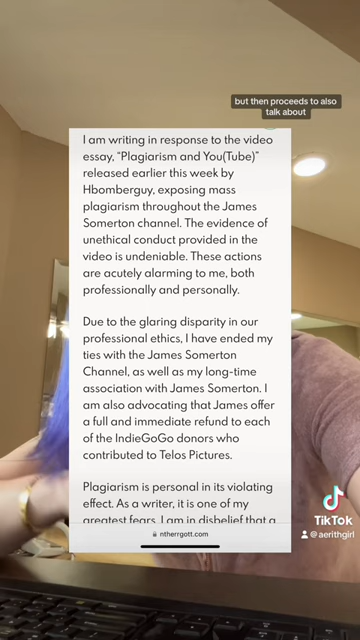 but then proceeds to also
talk about
I am writing in response to the video
essay, “Plagiarism and You(Tube)”
released earlier this week by
Hbomberguy, exposing mass
plagiarism throughout the James
Somerton channel. The evidence of
unethical conduct provided in the
video is undeniable. These actions
are acutely alarming to me, both
professionally and personally.
Due to the glaring disparity in our
professional ethics, I have ended my
ties with the James Somerton
Channel, as well as my long-time
association with James Somerton. I
am also advocating that James offer
a full and immediate refund to each
of the IndieGoGo donors who
contributed to Telos Pictures.
Plagiarism is personal in its violating
effect. As a writer, it is one of my
greatest fears. I am in disbelief that a
ntherrgott.com
TikTok
@aerithgirl